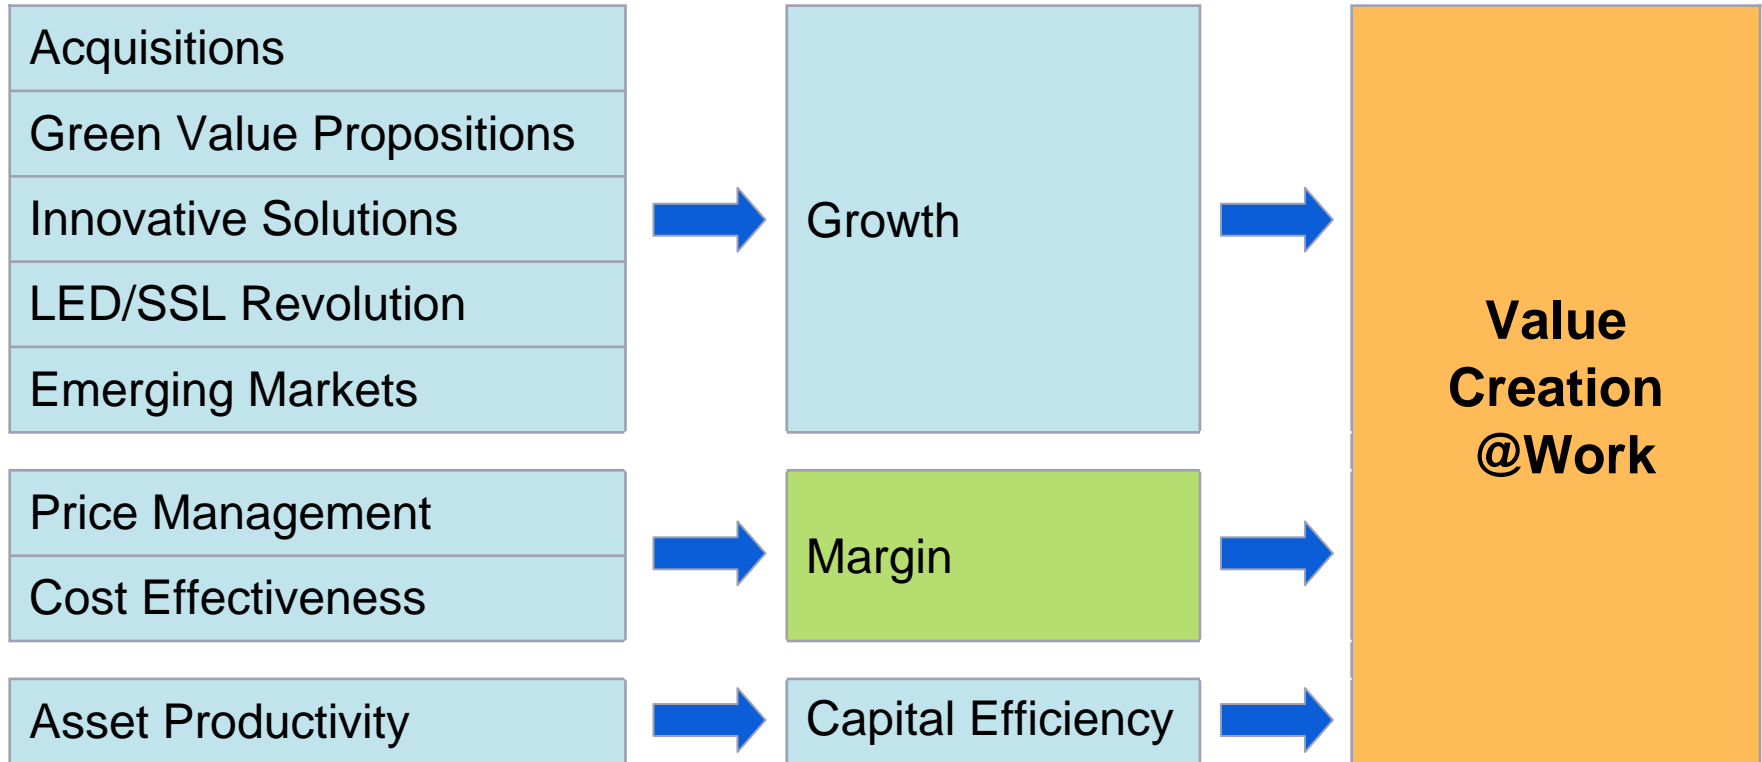 Acquisitions
Green Value Propositions
Innovative Solutions
LED/SSL Revolution
Emerging Markets
Growth
Price Management
Cost Effectiveness
Margin
Asset Productivity
Capital Efficiency
Value
Creation
@Work